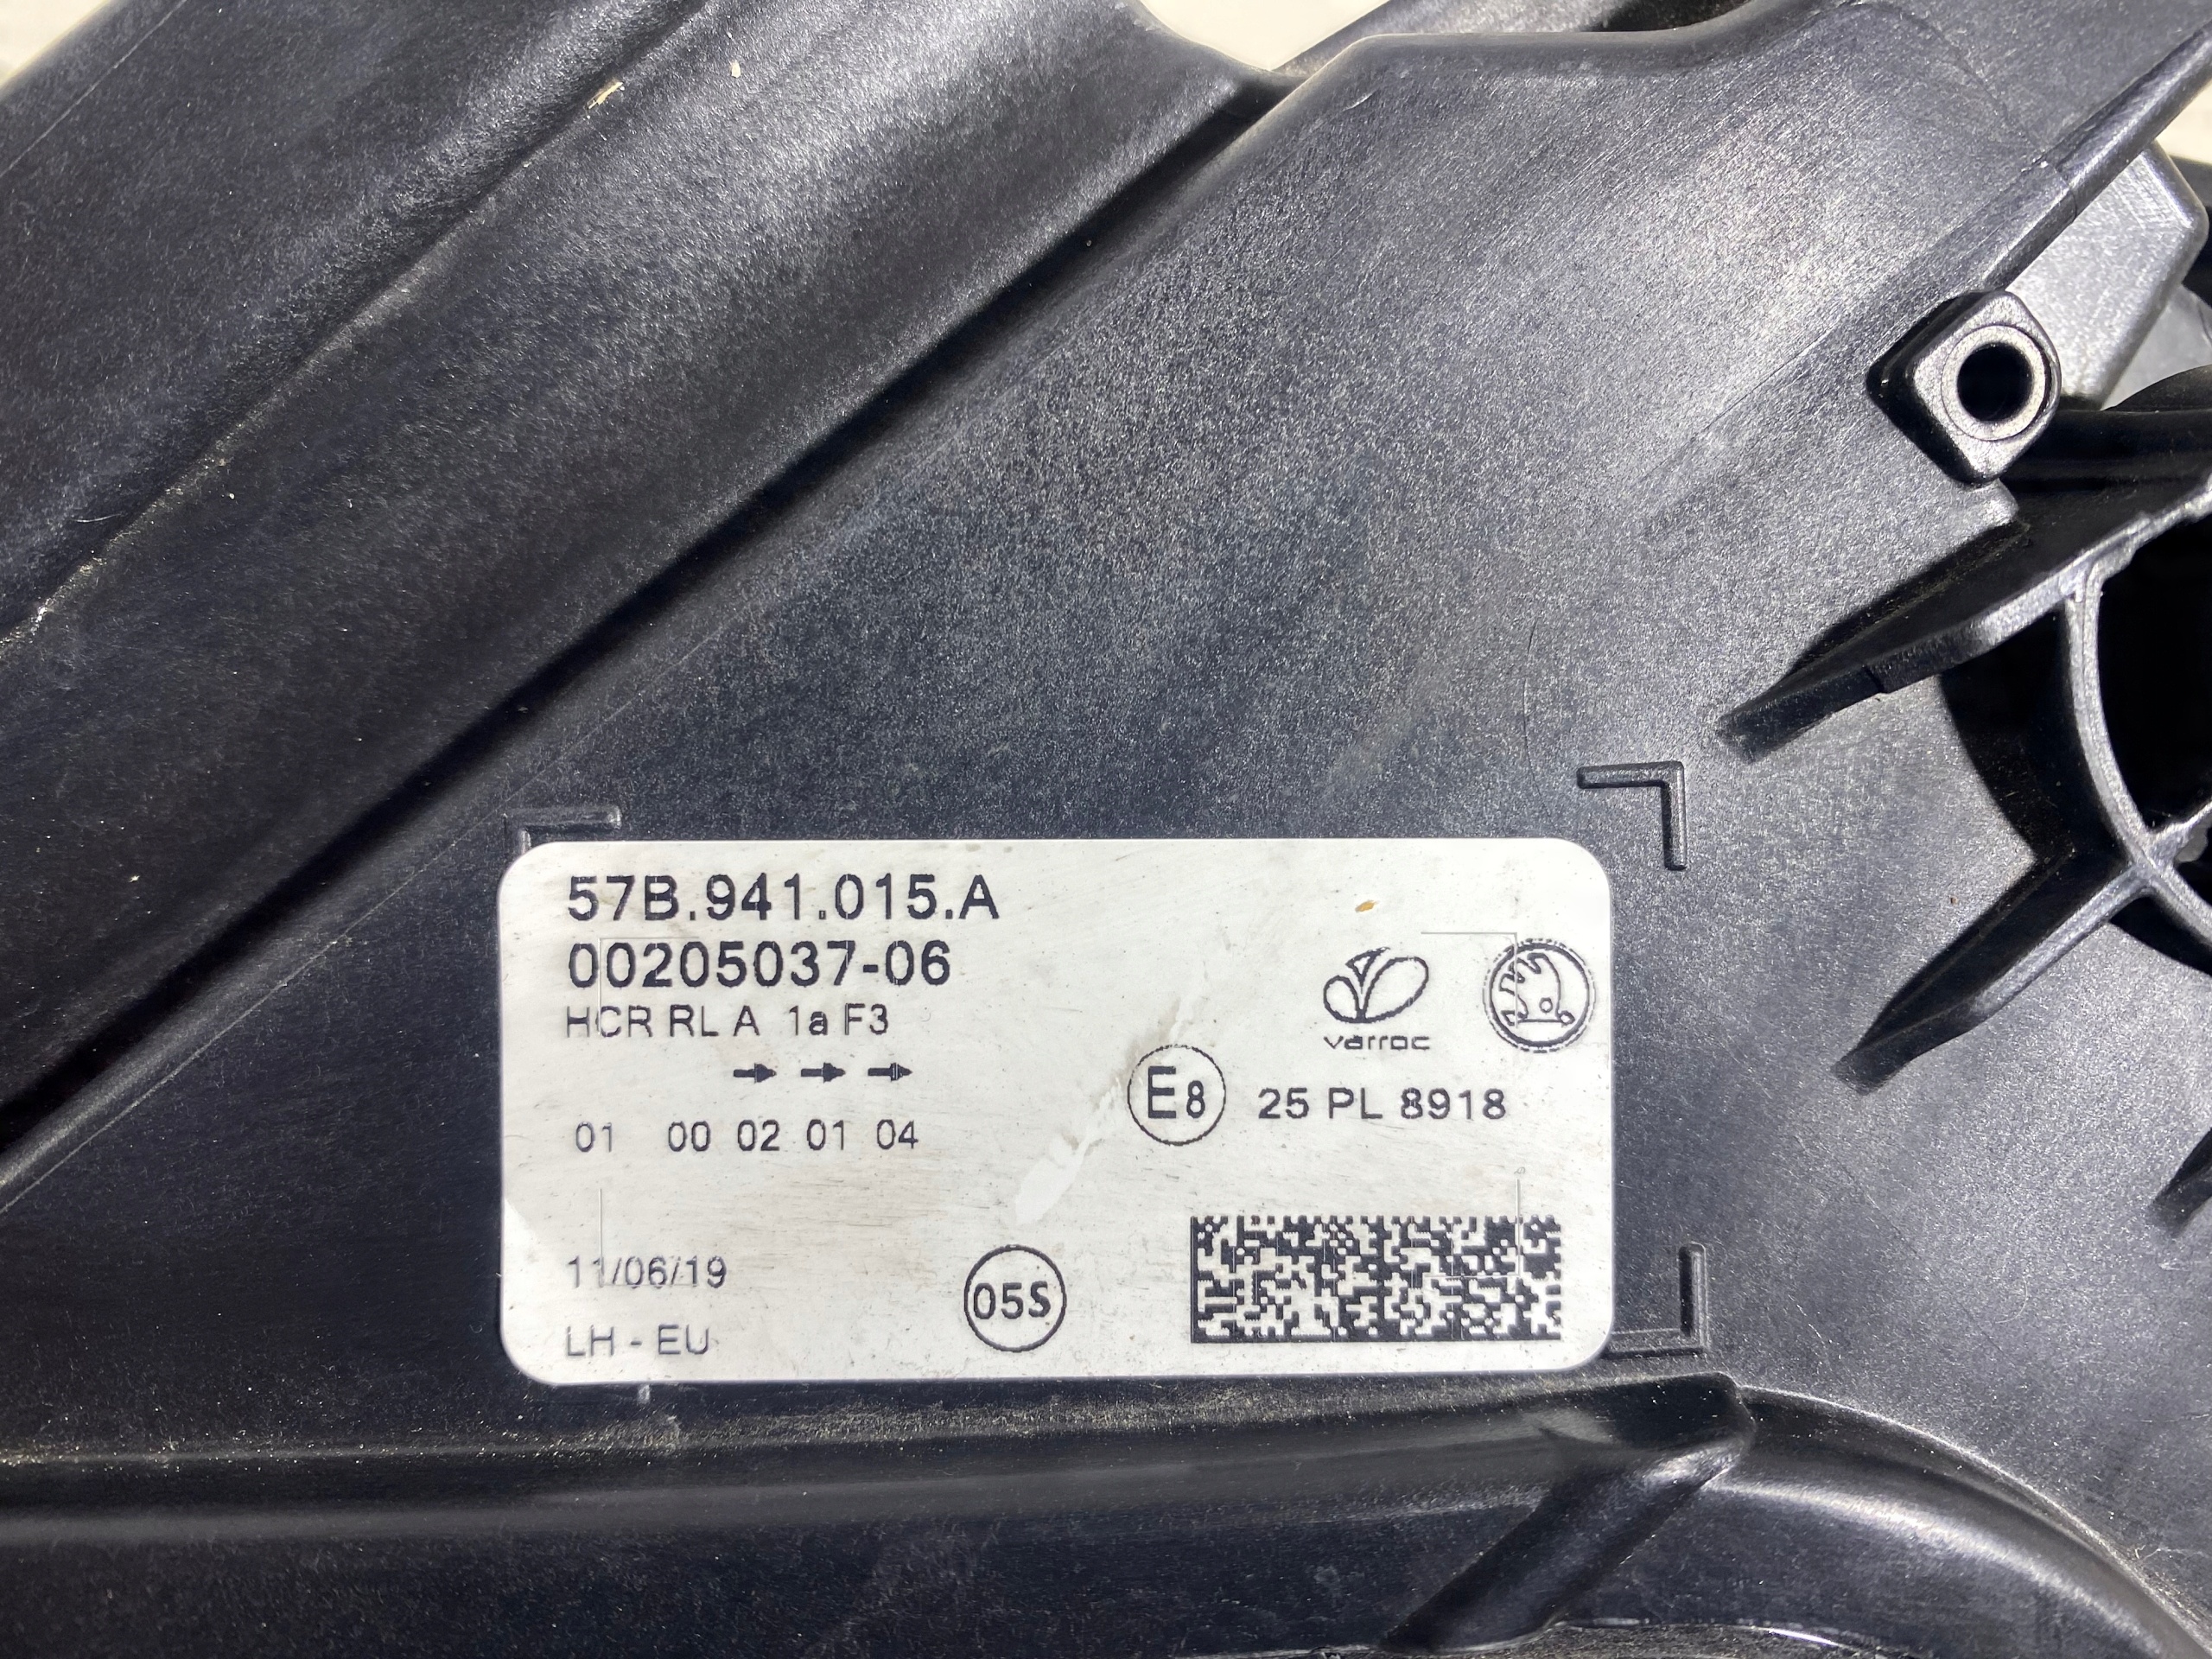 57B.941.015.A
00205037-06
HCR RL A 1a F3
→ → →
01 00 02 01 04
varroc
E8 25 PL 8918
11/06/19
LH - EU
05S